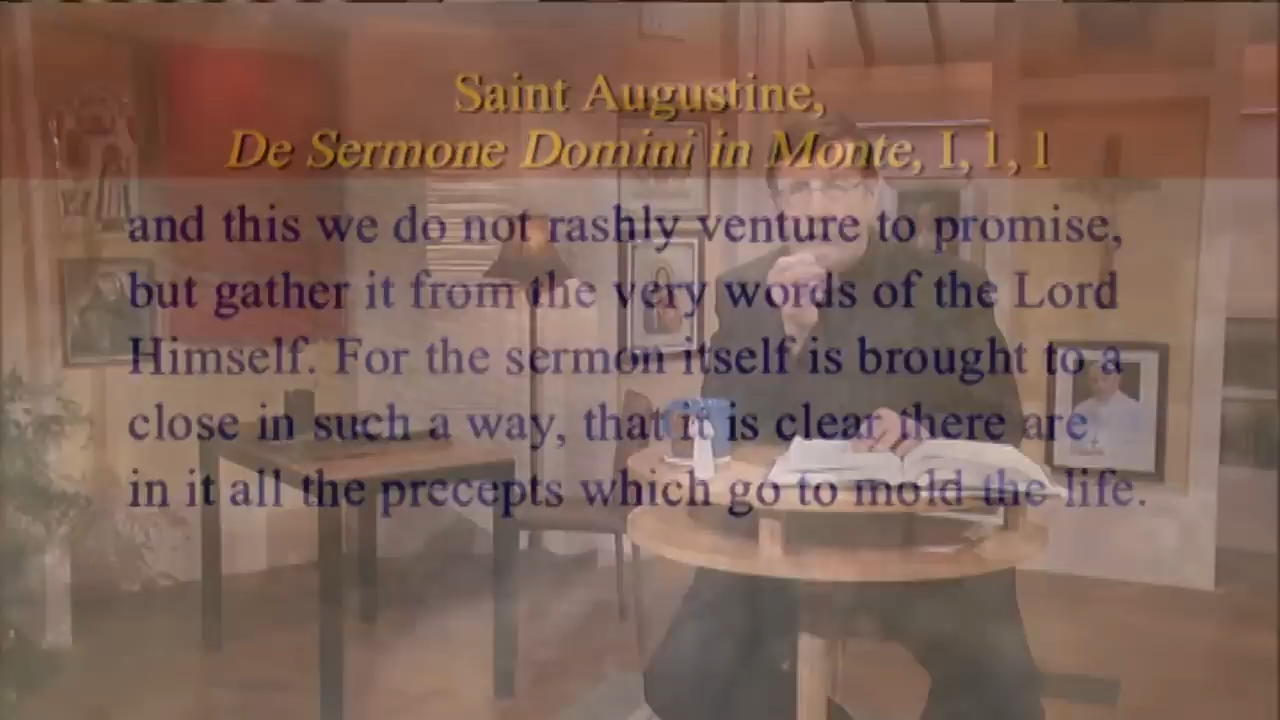 Saint Augustine,
De Sermone Domini in Monte, I, 1, 1
and this we do not rashly venture to promise,
but gather it from the very words of the Lord
Himself. For the sermon itself is brought to a
close in such a way, that it is clear there are
in it all the precepts which go to mold the life.